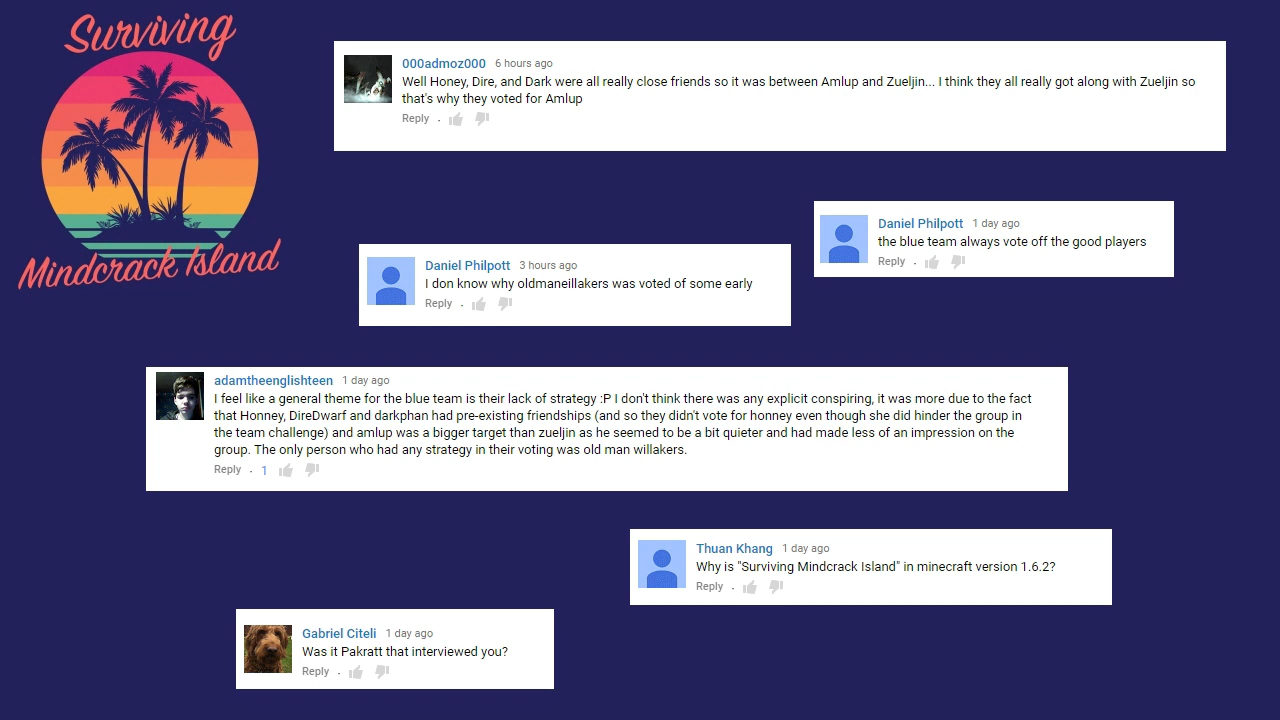 Surviving
Mindcrack Island
000admoz000 6 hours ago
Well Honey, Dire, and Dark were all really close friends so it was between Amlup and Zueljin... I think they all really got along with Zueljin so
that's why they voted for Amlup
Reply .
Daniel Philpott 1 day ago
the blue team always vote off the good players
Reply .
Daniel Philpott 3 hours ago
I don know why oldmaneillakers was voted of some early
Reply .
adamtheenglishteen 1 day ago
I feel like a general theme for the blue team is their lack of strategy :P I don't think there was any explicit conspiring, it was more due to the fact
that Honney, DireDwarf and darkphan had pre-existing friendships (and so they didn't vote for honney even though she did hinder the group in
the team challenge) and amlup was a bigger target than zueljin as he seemed to be a bit quieter and had made less of an impression on the
group. The only person who had any strategy in their voting was old man willakers.
Reply . 1
Thuan Khang 1 day ago
Why is "Surviving Mindcrack Island" in minecraft version 1.6.2?
Reply .
Gabriel Citeli 1 day ago
Was it Pakratt that interviewed you?
Reply .